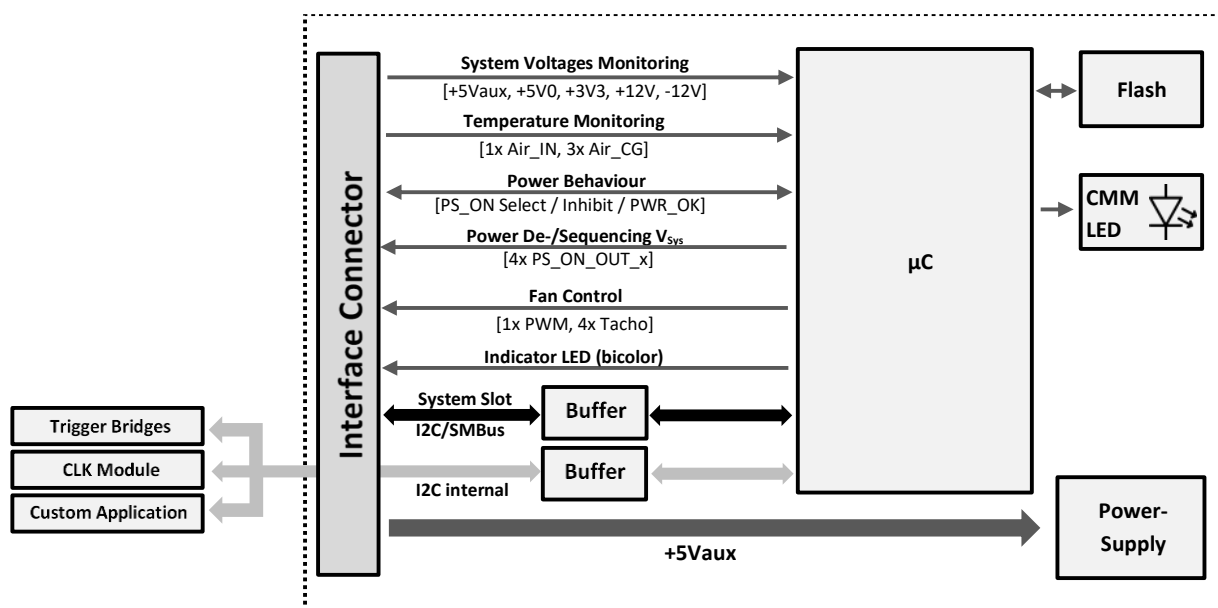 System Voltages Monitoring
[+5Vaux, +5V0, +3V3, +12V, -12V]
Temperature Monitoring
[1x Air_IN, 3x Air_CG]
Power Behaviour
[PS_ON Select / Inhibit / PWR_OK]
Power De-/Sequencing VSys
[4x PS_ON_OUT_x]
Fan Control
[1x PWM, 4x Tacho]
Indicator LED (bicolor)
System Slot
I2C/SMBus
Buffer
Buffer
I2C internal
+5Vaux
Interface Connector
µC
Flash
CMM
LED
Power-
Supply
Trigger Bridges
CLK Module
Custom Application